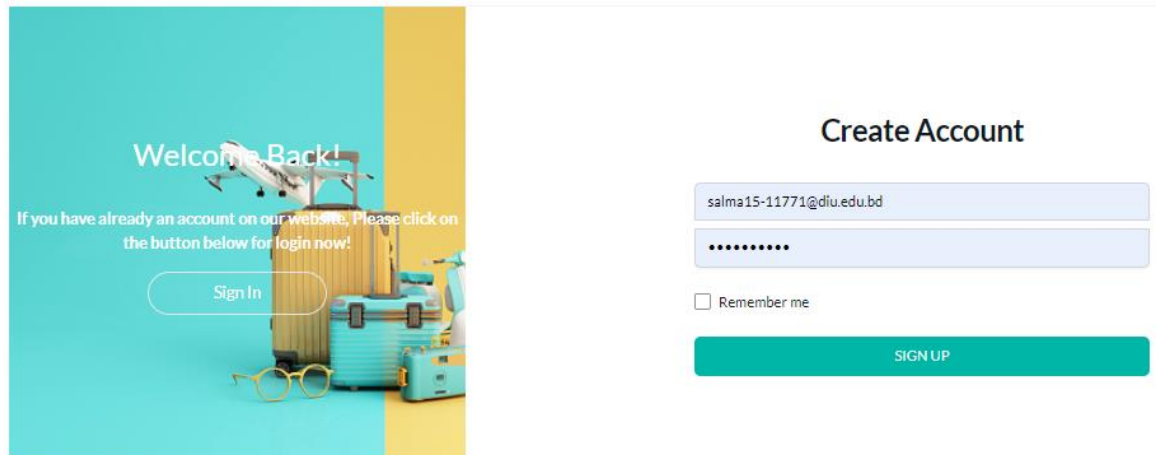 Welcome Back!
If you have already an account on our website, Please click on
the button below for login now!
Sign In
Create Account
salma15-11771@diu.edu.bd
••••••••••
Remember me
SIGN UP